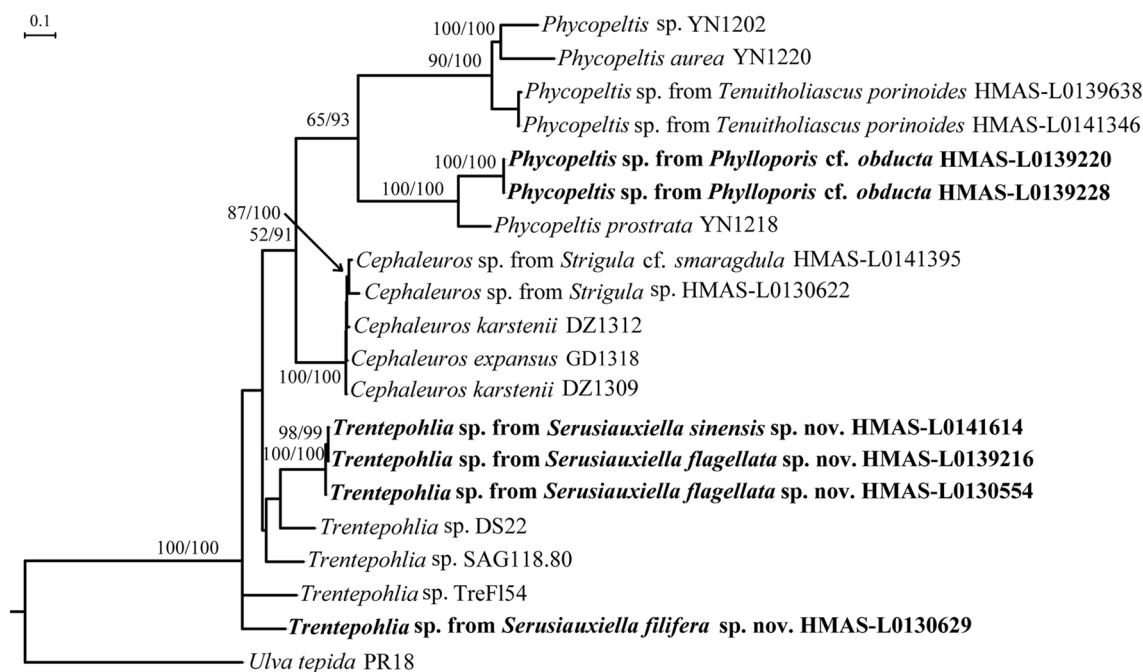 0.1
100/100
Phycopeltis sp. YN1202
90/100
Phycopeltis aurea YN1220
Phycopeltis sp. from Tenuitholiascus porinoides HMAS-L0139638
65/93
Phycopeltis sp. from Tenuitholiascus porinoides HMAS-L0141346
100/100
Phycopeltis sp. from Phylloporis cf. obducta HMAS-L0139220
100/100
Phycopeltis sp. from Phylloporis cf. obducta HMAS-L0139228
87/100
Phycopeltis prostrata YN1218
52/91
Cephaleuros sp. from Strigula cf. smaragdula HMAS-L0141395
Cephaleuros sp. from Strigula sp. HMAS-L0130622
Cephaleuros karstenii DZ1312
Cephaleuros expansus GD1318
100/100
Cephaleuros karstenii DZ1309
98/99
Trentepohlia sp. from Serusiauxiella sinensis sp. nov. HMAS-L0141614
100/100
Trentepohlia sp. from Serusiauxiella flagellata sp. nov. HMAS-L0139216
Trentepohlia sp. from Serusiauxiella flagellata sp. nov. HMAS-L0130554
Trentepohlia sp. DS22
100/100
Trentepohlia sp. SAG118.80
Trentepohlia sp. TreFl54
Trentepohlia sp. from Serusiauxiella filifera sp. nov. HMAS-L0130629
Ulva tepida PR18